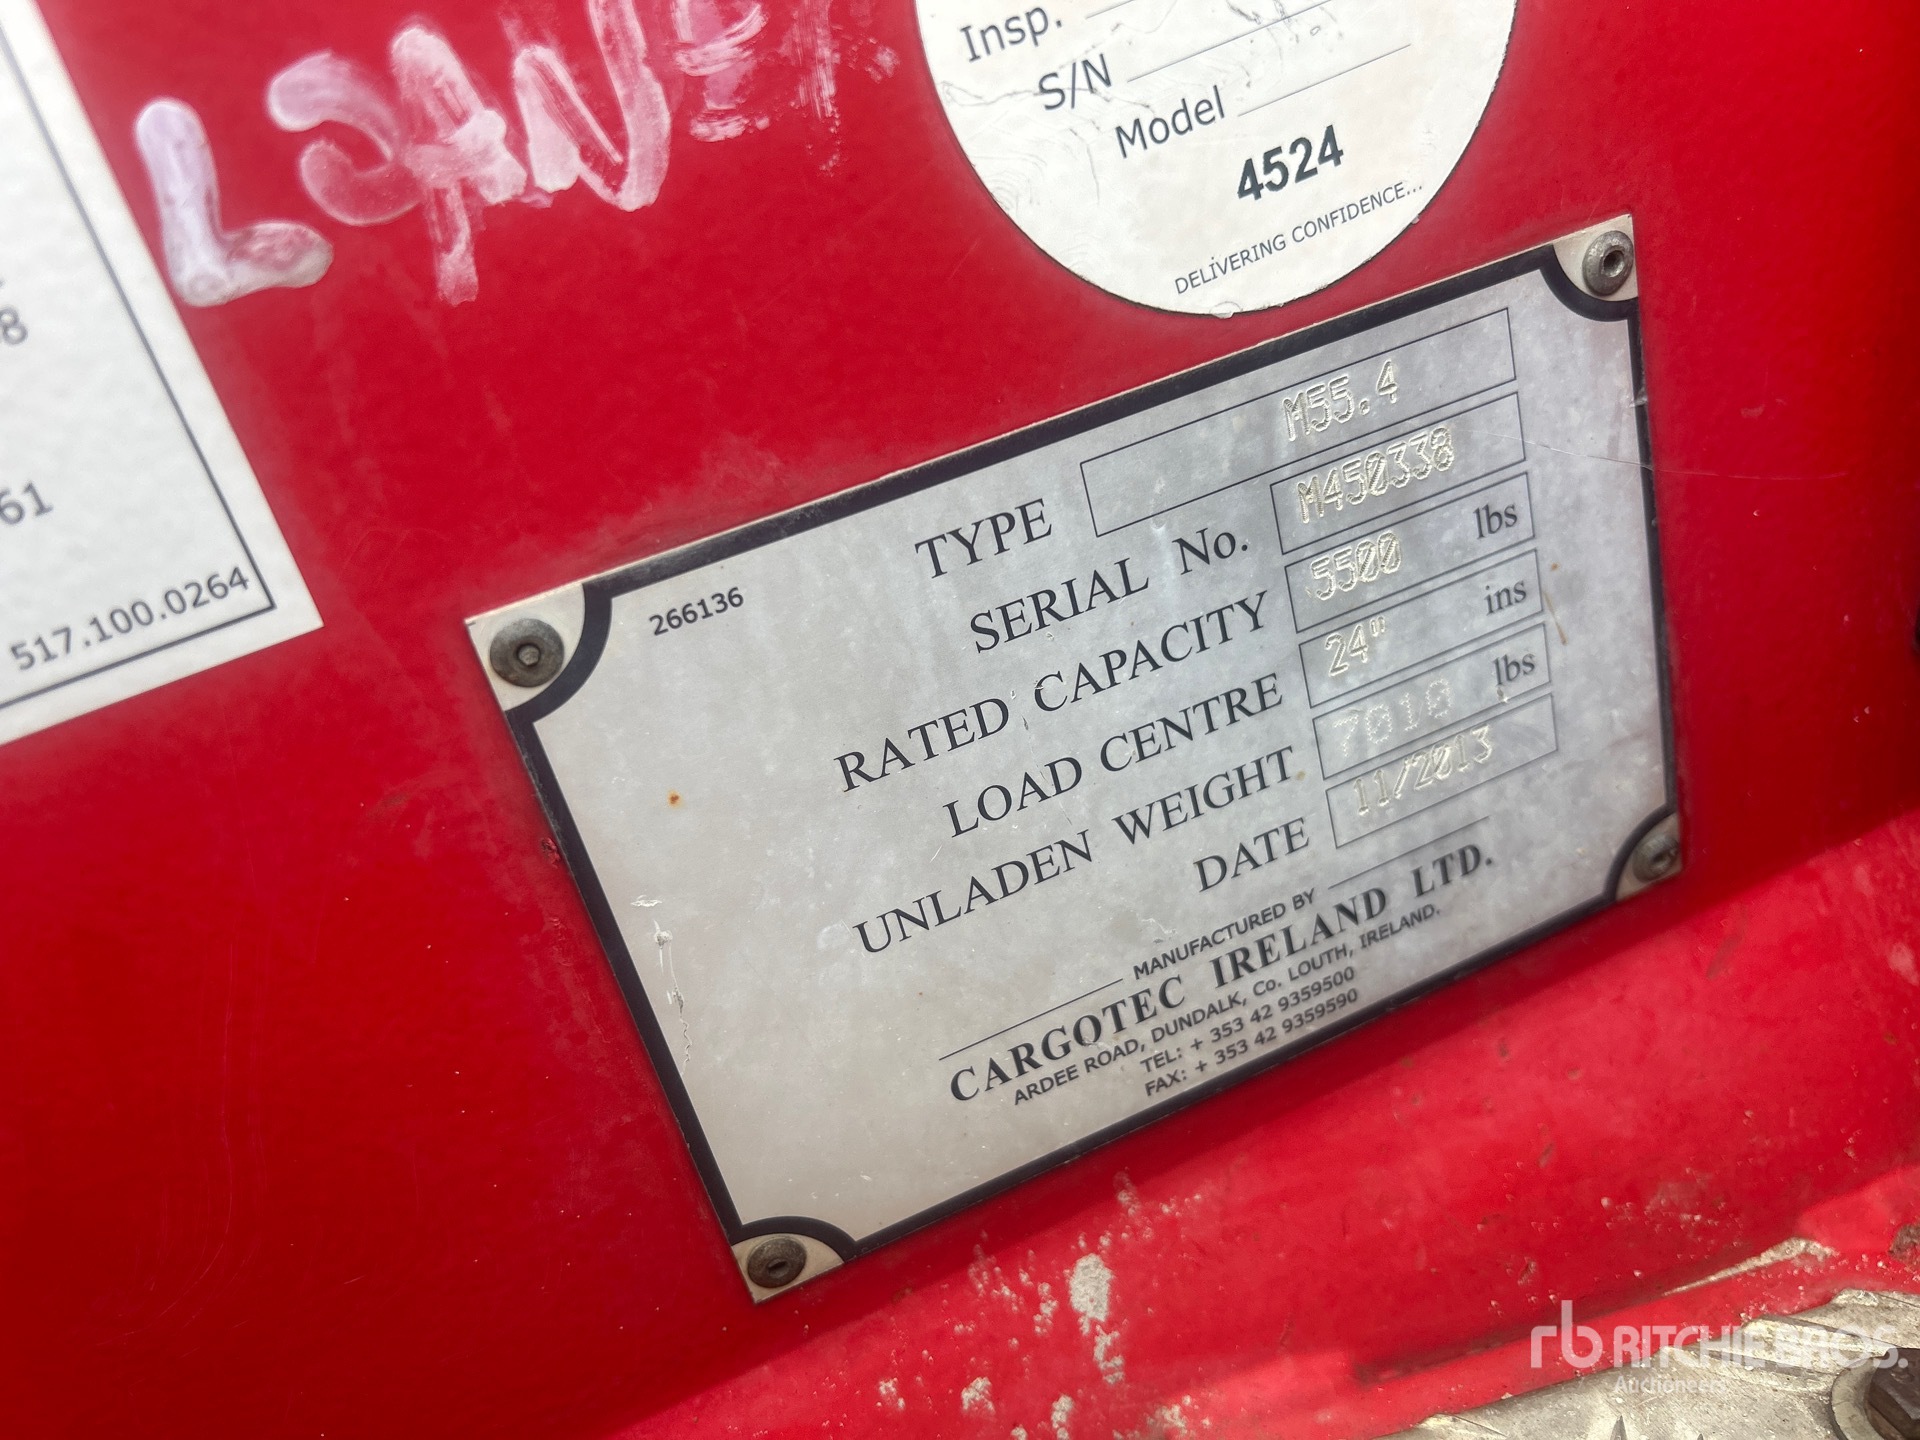 Insp.
S/N
Model
4524
DELIVERING CONFIDENCE...
8
61
517.100.0264
266136
TYPE M55.4
SERIAL No. M450338
RATED CAPACITY 5500 lbs
LOAD CENTRE 24" ins
UNLADEN WEIGHT 7010 lbs
DATE 11/2013
MANUFACTURED BY
CARGOTEC IRELAND LTD.
ARDEE ROAD, DUNDALK, Co. LOUTH, IRELAND.
TEL: + 353 42 9359500
FAX: + 353 42 9359590
rb RITCHIE BROS.
Auctioneers